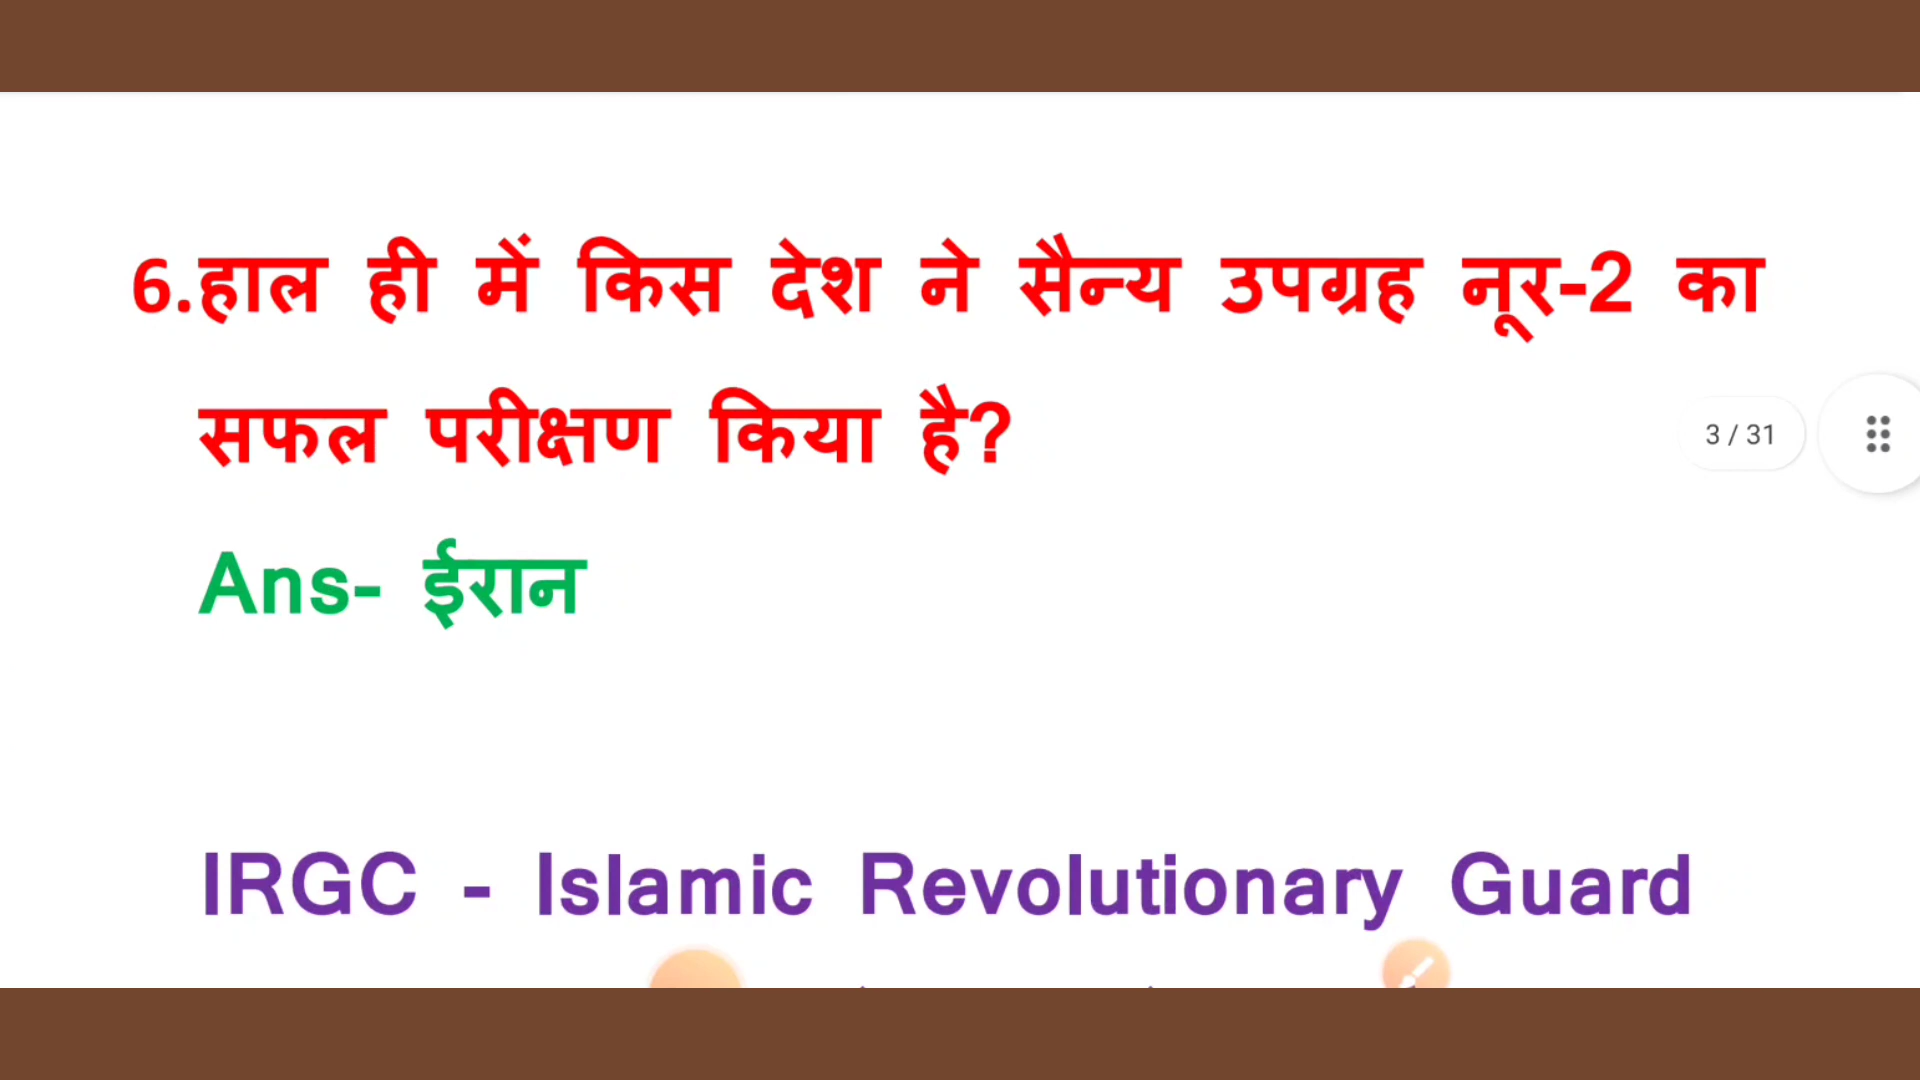 6.हाल ही में किस देश ने सैन्य उपग्रह नूर-2 का
सफल परीक्षण किया है?
3 / 31
Ans- ईरान
IRGC - Islamic Revolutionary Guard